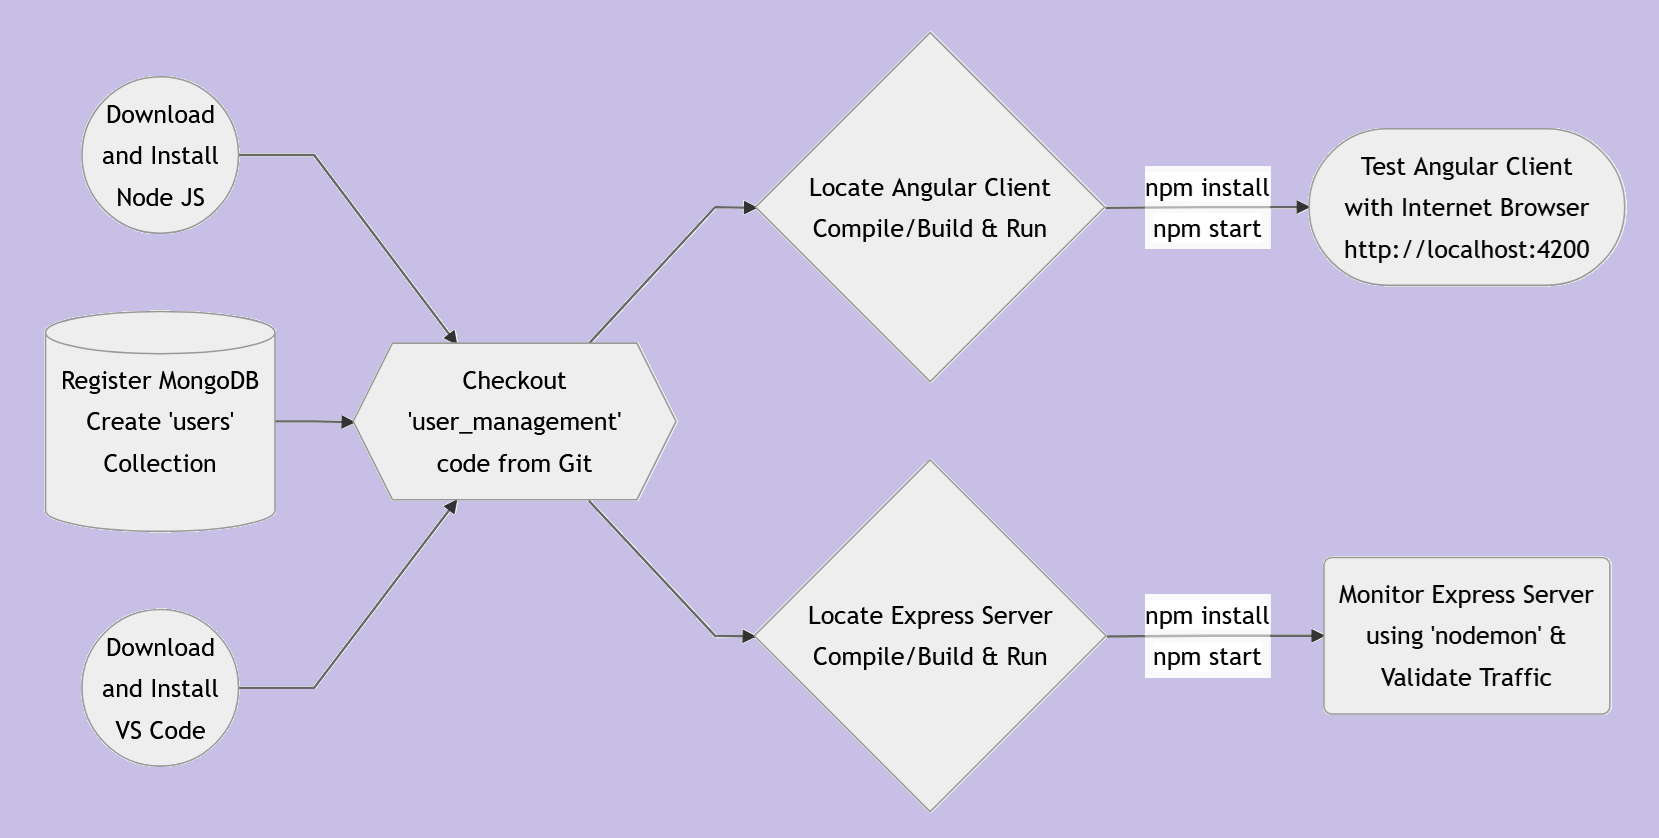 Download
and Install
Node JS
Register MongoDB
Create 'users'
Collection
Download
and Install
VS Code
Checkout
'user_management'
code from Git
Locate Angular Client
Compile/Build & Run
npm install
npm start
Test Angular Client
with Internet Browser
http://localhost:4200
Locate Express Server
Compile/Build & Run
npm install
npm start
Monitor Express Server
using 'nodemon' &
Validate Traffic